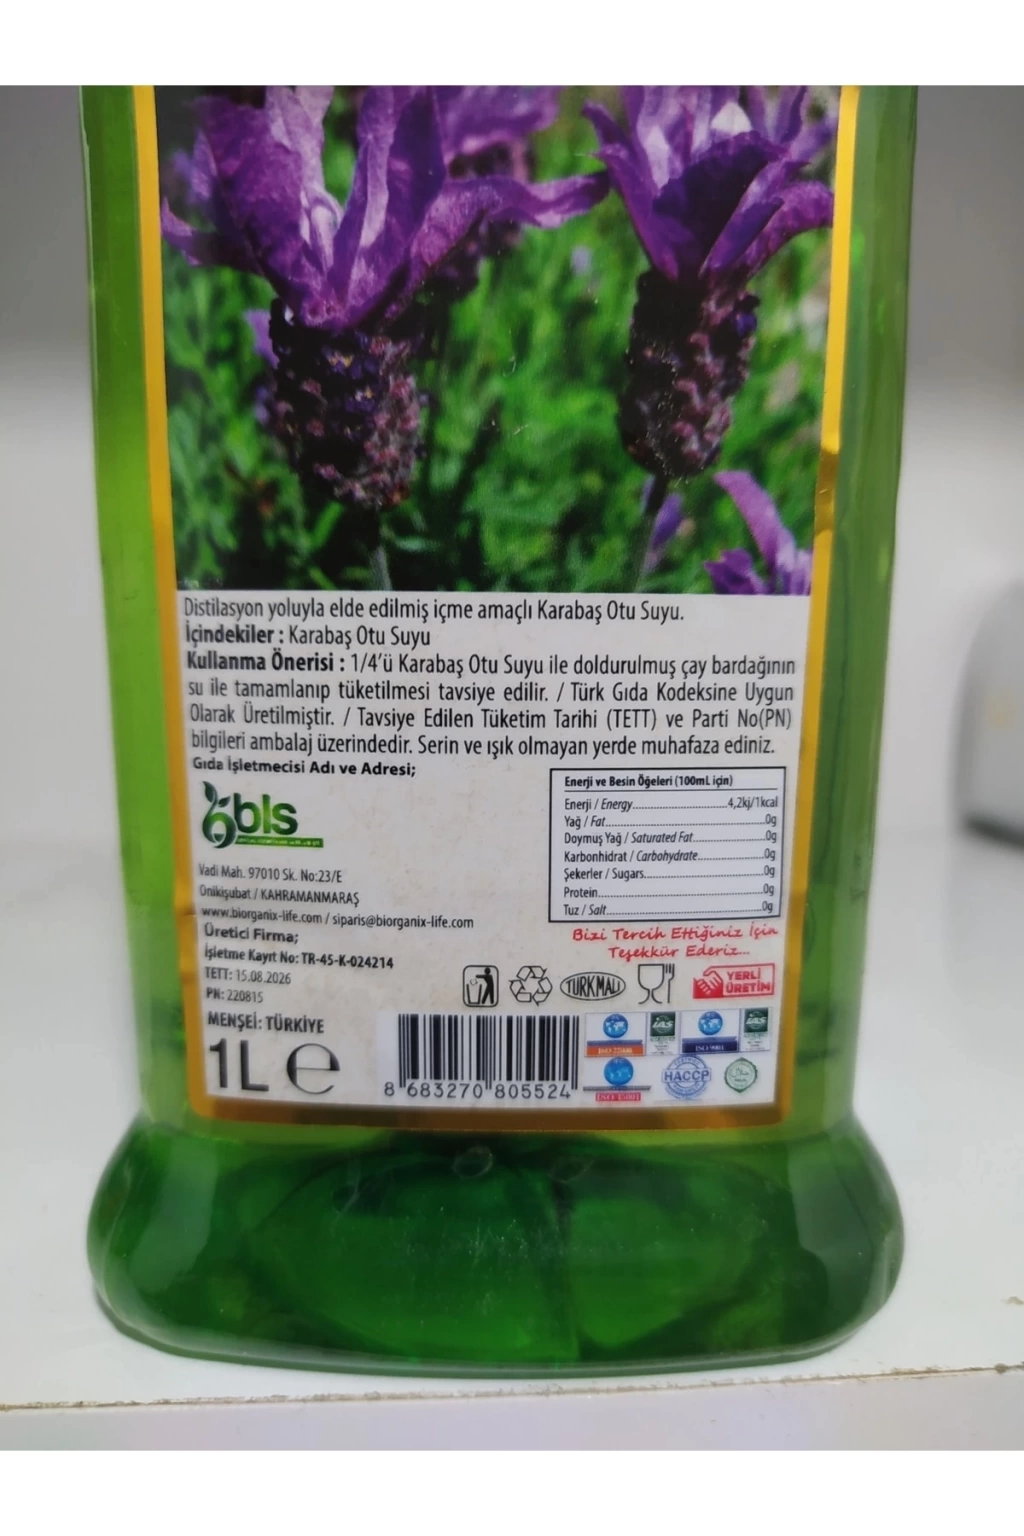 Distilasyon yoluyla elde edilmiş içme amaçlı Karabaş Otu Suyu.
İçindekiler : Karabaş Otu Suyu
Kullanma Önerisi : 1/4'ü Karabaş Otu Suyu ile doldurulmuş çay bardağının
su ile tamamlanıp tüketilmesi tavsiye edilir. / Türk Gıda Kodeksine Uygun
Olarak Üretilmiştir. / Tavsiye Edilen Tüketim Tarihi (TETT) ve Parti No(PN)
bilgileri ambalaj üzerindedir. Serin ve ışık olmayan yerde muhafaza ediniz.
Gıda İşletmecisi Adı ve Adresi;
bls
Vadi Mah. 97010 Sk. No:23/E
Onikişubat / KAHRAMANMARAŞ
www.biorganix-life.com / siparis@biorganix-life.com
Üretici Firma;
İşletme Kayıt No: TR-45-K-024214
TETT: 15.08.2026
PN: 220815
MENŞEİ: TÜRKİYE
1L e
Enerji ve Besin Öğeleri (100mL için)
Enerji / Energy...4,2kj/1kcal
Yağ / Fat...0g
Doymuş Yağ / Saturated Fat...0g
Karbonhidrat / Carbohydrate...0g
Şekerler / Sugars...0g
Protein...0g
Tuz / Salt...0g
Bizi Tercih Ettiğiniz İçin
Teşekkür Ederiz...
TÜRKMALI
YERLİ
ÜRETİM
8 683270 805524
IAS
ISO 9001
IAS
HACCP